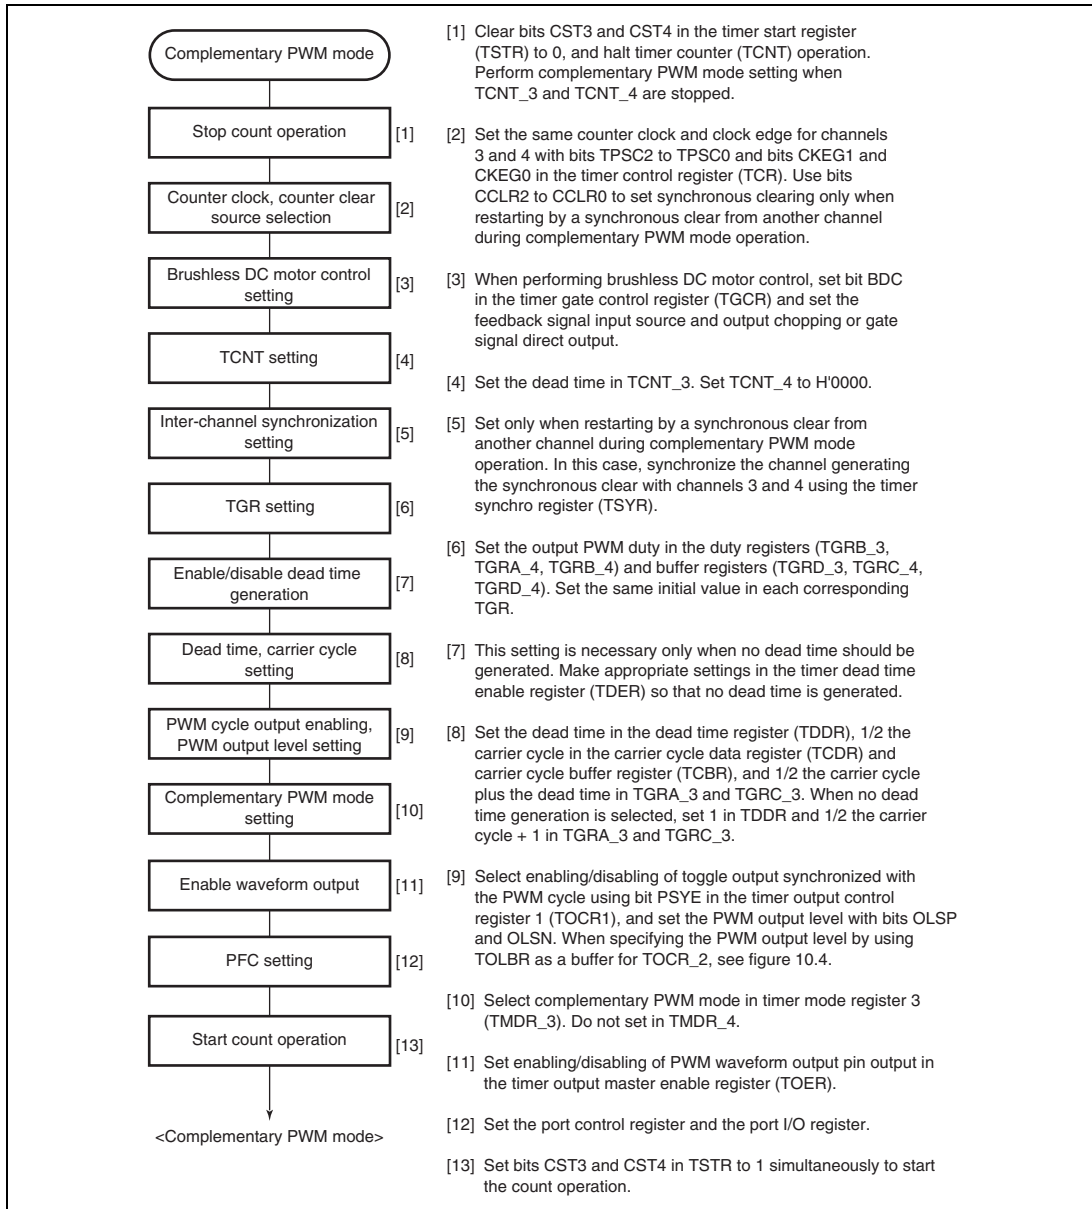 Complementary PWM mode
Stop count operation
[1]
Counter clock, counter clear
source selection
[2]
Brushless DC motor control
setting
[3]
TCNT setting
[4]
Inter-channel synchronization
setting
[5]
TGR setting
[6]
Enable/disable dead time
generation
[7]
Dead time, carrier cycle
setting
[8]
PWM cycle output enabling,
PWM output level setting
[9]
Complementary PWM mode
setting
[10]
Enable waveform output
[11]
PFC setting
[12]
Start count operation
[13]
<Complementary PWM mode>
[1] Clear bits CST3 and CST4 in the timer start register
(TSTR) to 0, and halt timer counter (TCNT) operation.
Perform complementary PWM mode setting when
TCNT_3 and TCNT_4 are stopped.
[2] Set the same counter clock and clock edge for channels
3 and 4 with bits TPSC2 to TPSC0 and bits CKEG1 and
CKEG0 in the timer control register (TCR). Use bits
CCLR2 to CCLR0 to set synchronous clearing only when
restarting by a synchronous clear from another channel
during complementary PWM mode operation.
[3] When performing brushless DC motor control, set bit BDC
in the timer gate control register (TGCR) and set the
feedback signal input source and output chopping or gate
signal direct output.
[4] Set the dead time in TCNT_3. Set TCNT_4 to H'0000.
[5] Set only when restarting by a synchronous clear from
another channel during complementary PWM mode
operation. In this case, synchronize the channel generating
the synchronous clear with channels 3 and 4 using the timer
synchro register (TSYR).
[6] Set the output PWM duty in the duty registers (TGRB_3,
TGRA_4, TGRB_4) and buffer registers (TGRD_3, TGRC_4,
TGRD_4). Set the same initial value in each corresponding
TGR.
[7] This setting is necessary only when no dead time should be
generated. Make appropriate settings in the timer dead time
enable register (TDER) so that no dead time is generated.
[8] Set the dead time in the dead time register (TDDR), 1/2 the
carrier cycle in the carrier cycle data register (TCDR) and
carrier cycle buffer register (TCBR), and 1/2 the carrier cycle
plus the dead time in TGRA_3 and TGRC_3. When no dead
time generation is selected, set 1 in TDDR and 1/2 the carrier
cycle + 1 in TGRA_3 and TGRC_3.
[9] Select enabling/disabling of toggle output synchronized with
the PWM cycle using bit PSYE in the timer output control
register 1 (TOCR1), and set the PWM output level with bits OLSP
and OLSN. When specifying the PWM output level by using
TOLBR as a buffer for TOCR_2, see figure 10.4.
[10] Select complementary PWM mode in timer mode register 3
(TMDR_3). Do not set in TMDR_4.
[11] Set enabling/disabling of PWM waveform output pin output in
the timer output master enable register (TOER).
[12] Set the port control register and the port I/O register.
[13] Set bits CST3 and CST4 in TSTR to 1 simultaneously to start
the count operation.